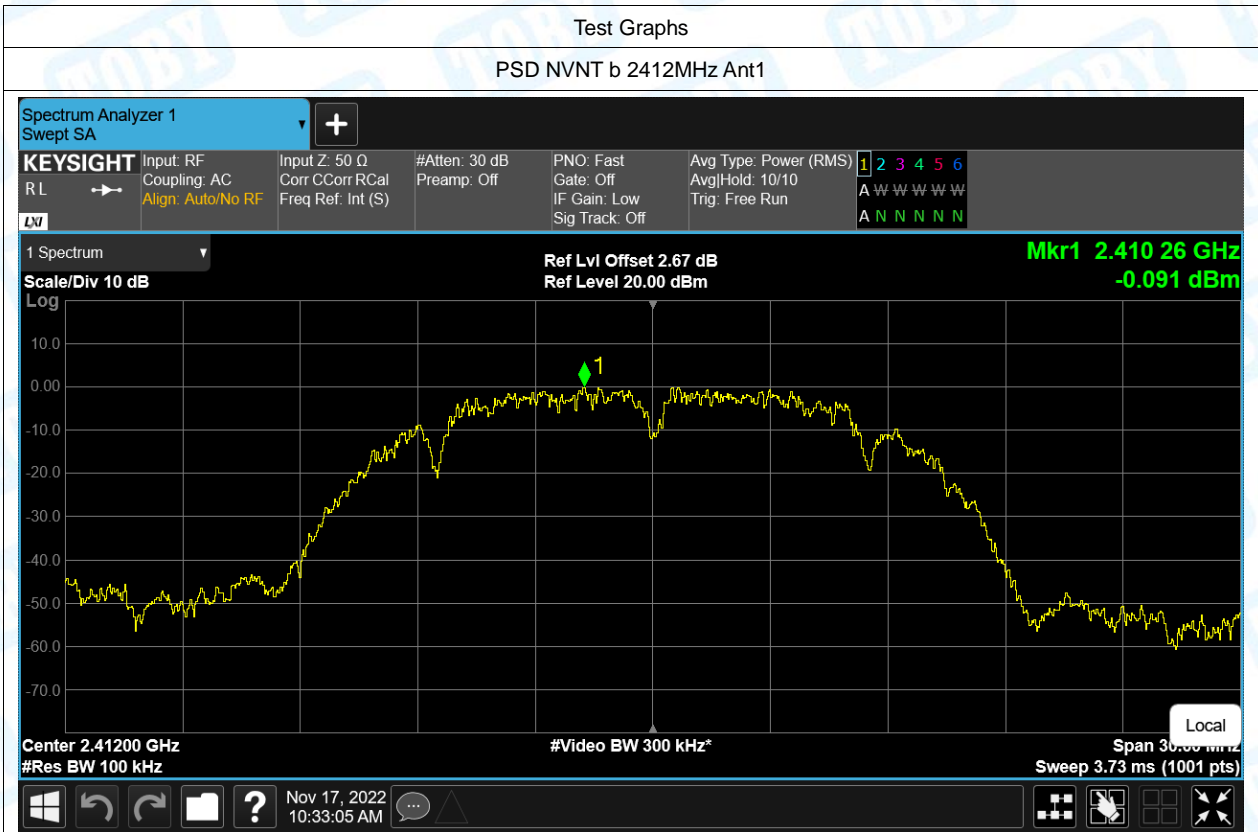 Test Graphs
PSD NVNT b 2412MHz Ant1
Spectrum Analyzer 1
Swept SA
KEYSIGHT
R L
LXI
Input: RF
Coupling: AC
Align: Auto/No RF
Input Z: 50 Ω
Corr CCorr RCal
Freq Ref: Int (S)
#Atten: 30 dB
Preamp: Off
PNO: Fast
Gate: Off
IF Gain: Low
Sig Track: Off
Avg Type: Power (RMS)
Avg|Hold: 10/10
Trig: Free Run
1 2 3 4 5 6
A W W W W W
A N N N N N
1 Spectrum
Scale/Div 10 dB
Ref Lvl Offset 2.67 dB
Ref Level 20.00 dBm
Mkr1 2.410 26 GHz
-0.091 dBm
Log
10.0
0.00
-10.0
-20.0
-30.0
-40.0
-50.0
-60.0
-70.0
1
Local
Center 2.41200 GHz
#Video BW 300 kHz*
Span 30.00 MHz
#Res BW 100 kHz
Sweep 3.73 ms (1001 pts)
?
Nov 17, 2022
10:33:05 AM
TOBY